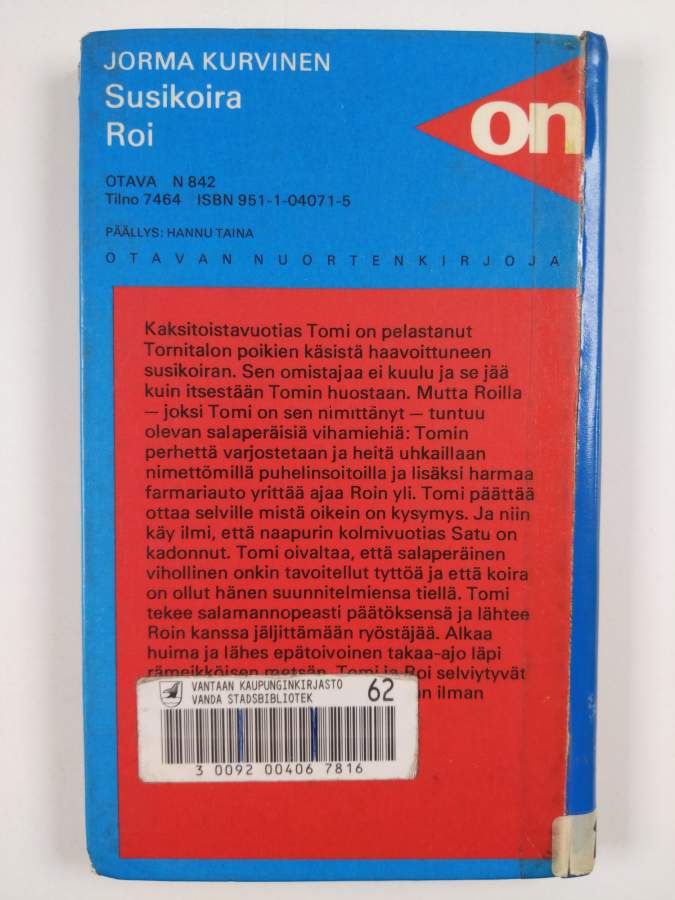 JORMA KURVINEN
Susikoira
Roi
on
OTAVA N 842
Tilno 7464 ISBN 951-1-04071-5
PÄÄLLYS: HANNU TAINA
OTAVAN NUORTENKIRJOJA
Kaksitoistavuotias Tomi on pelastanut
Tornitalon poikien käsistä haavoittuneen
susikoiran. Sen omistajaa ei kuulu ja se jää
kuin itsestään Tomin huostaan. Mutta Roilla
— joksi Tomi on sen nimittänyt — tuntuu
olevan salaperäisiä vihamiehiä: Tomin
perhettä varjostetaan ja heitä uhkaillaan
nimettömillä puhelinsoitoilla ja lisäksi harmaa
farmariauto yrittää ajaa Roin yli. Tomi päättää
ottaa selville mistä oikein on kysymys. Ja niin
käy ilmi, että naapurin kolmivuotias Satu on
kadonnut. Tomi oivaltaa, että salaperäinen
vihollinen onkin tavoitellut tyttöä ja että koira
on ollut hänen suunnitelmiensa tiellä. Tomi
tekee salamannopeasti päätöksensä ja lähtee
Roin kanssa jäljittämään ryöstäjää. Alkaa
huima ja lähes epätoivoinen takaa-ajo läpi
rämeikköisen metsän. Tomi ja Roi selviytyvät
ilman
VANTAAN KAUPUNGINKIRJASTO
VANDA STADSBIBLIOTEK
62
3 0092 00406 7816